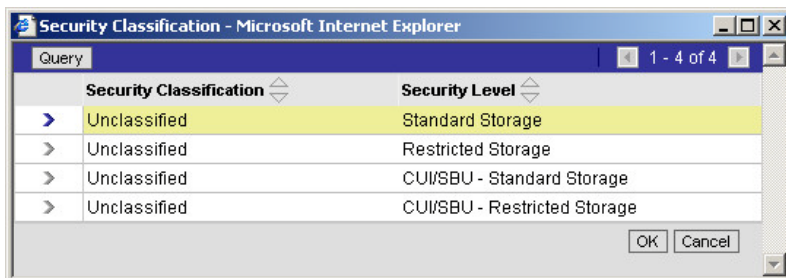 Security Classification - Microsoft Internet Explorer
Query 1 - 4 of 4
Security Classification Security Level
Unclassified Standard Storage
Unclassified Restricted Storage
Unclassified CUI/SBU - Standard Storage
Unclassified CUI/SBU - Restricted Storage
OK Cancel